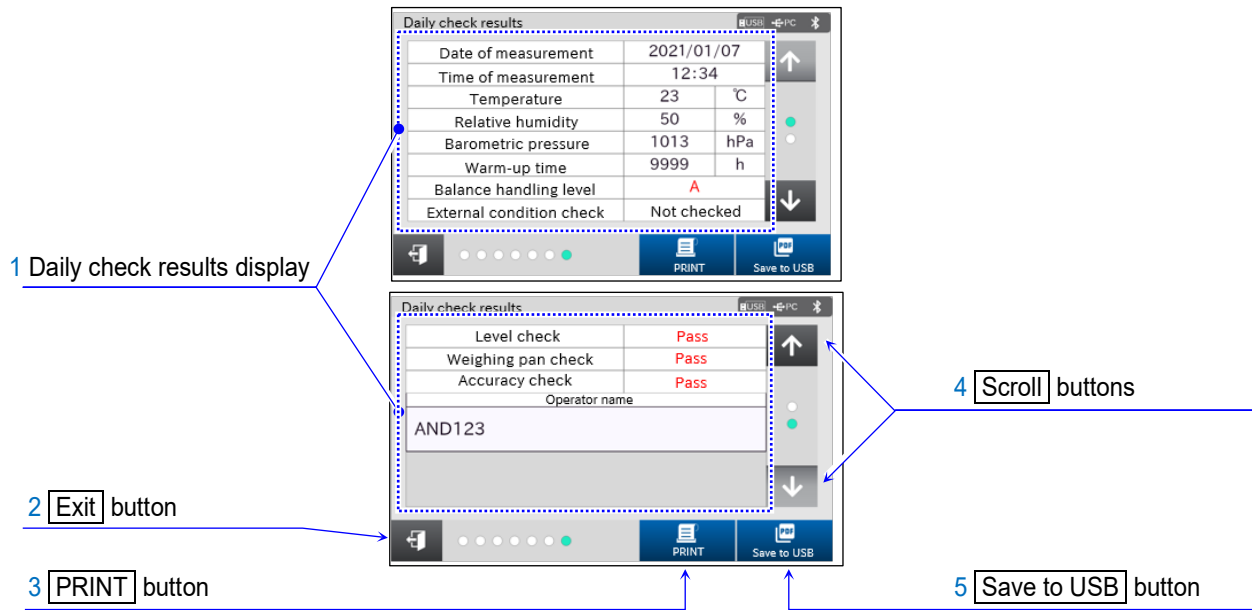 Daily check results
USB PC
Date of measurement 2021/01/07
Time of measurement 12:34
Temperature 23 ℃
Relative humidity 50 %
Barometric pressure 1013 hPa
Warm-up time 9999 h
Balance handling level A
External condition check Not checked
PRINT
PDF
Save to USB
1 Daily check results display
Daily check results
USB PC
Level check Pass
Weighing pan check Pass
Accuracy check Pass
Operator name
AND123
PRINT
PDF
Save to USB
4 Scroll buttons
2 Exit button
3 PRINT button
5 Save to USB button